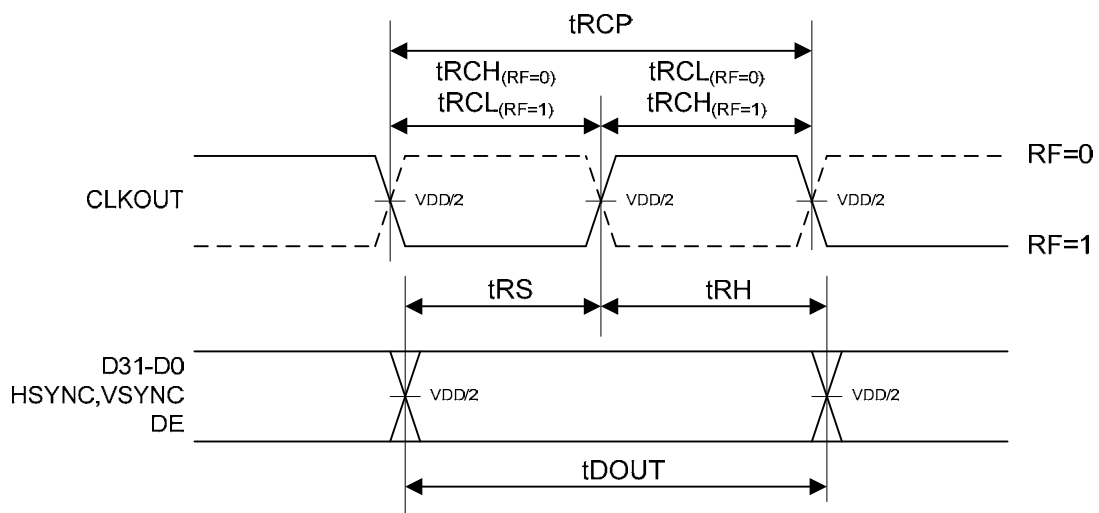 tRCP
tRCH(RF=0) tRCL(RF=0)
tRCL(RF=1) tRCH(RF=1)
RF=0
CLKOUT VDD/2 VDD/2 VDD/2
RF=1
tRS tRH
D31-D0
HSYNC,VSYNC VDD/2 VDD/2
DE
tDOUT